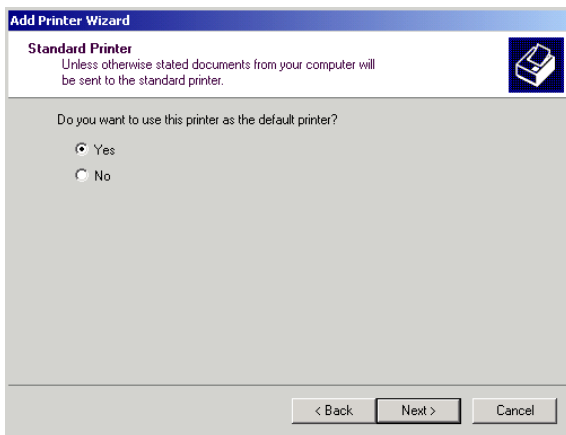 Add Printer Wizard
Standard Printer
Unless otherwise stated documents from your computer will
be sent to the standard printer.
Do you want to use this printer as the default printer?
Yes
No
< Back
Next >
Cancel